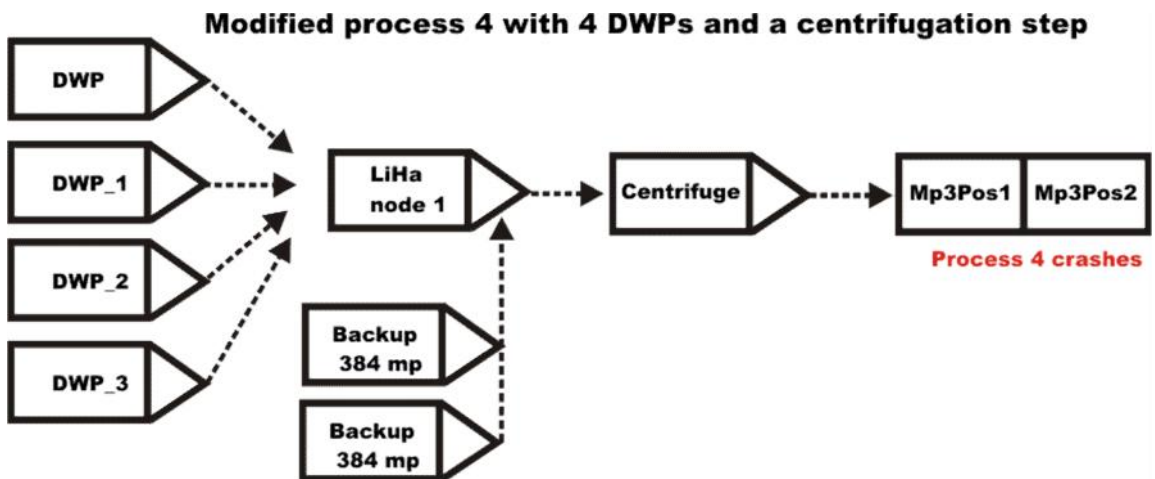 Modified process 4 with 4 DWPs and a centrifugation step
DWP
DWP_1
DWP_2
DWP_3
LiHa
node 1
Backup
384 mp
Backup
384 mp
Centrifuge
Mp3Pos1
Mp3Pos2
Process 4 crashes